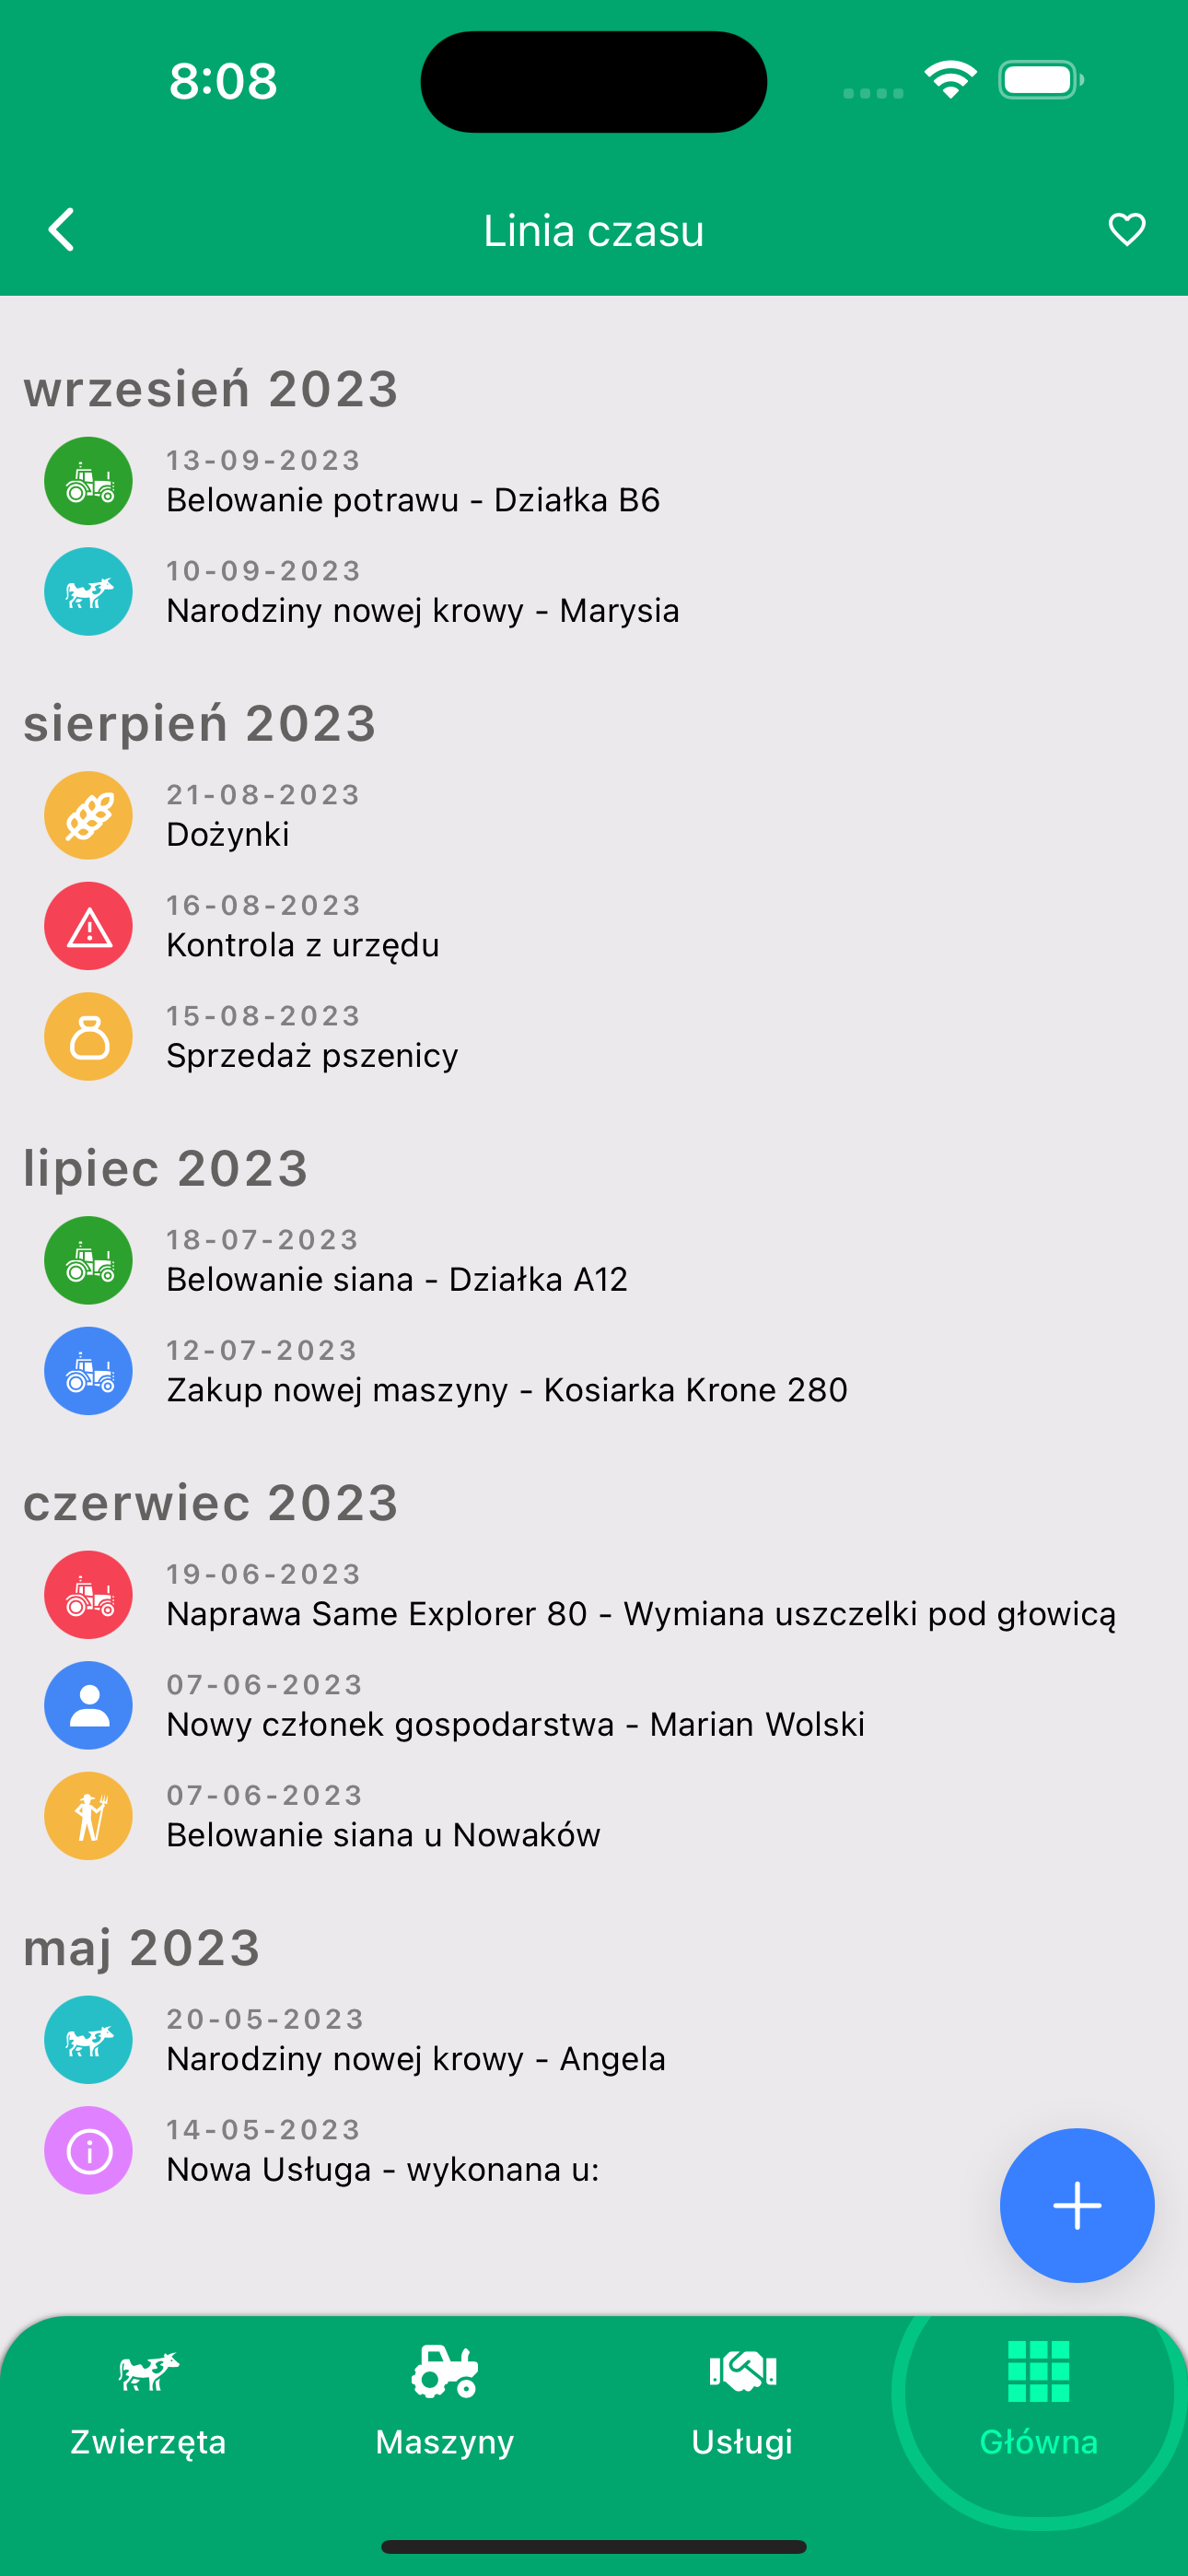 8:08
Linia czasu
wrzesień 2023
13-09-2023
Belowanie potrawu - Działka B6
10-09-2023
Narodziny nowej krowy - Marysia
sierpień 2023
21-08-2023
Dożynki
16-08-2023
Kontrola z urzędu
15-08-2023
Sprzedaż pszenicy
lipiec 2023
18-07-2023
Belowanie siana - Działka A12
12-07-2023
Zakup nowej maszyny - Kosiarka Krone 280
czerwiec 2023
19-06-2023
Naprawa Same Explorer 80 - Wymiana uszczelki pod głowicą
07-06-2023
Nowy członek gospodarstwa - Marian Wolski
07-06-2023
Belowanie siana u Nowaków
maj 2023
20-05-2023
Narodziny nowej krowy - Angela
14-05-2023
Nowa Usługa - wykonana u:
Zwierzęta Maszyny Usługi Główna